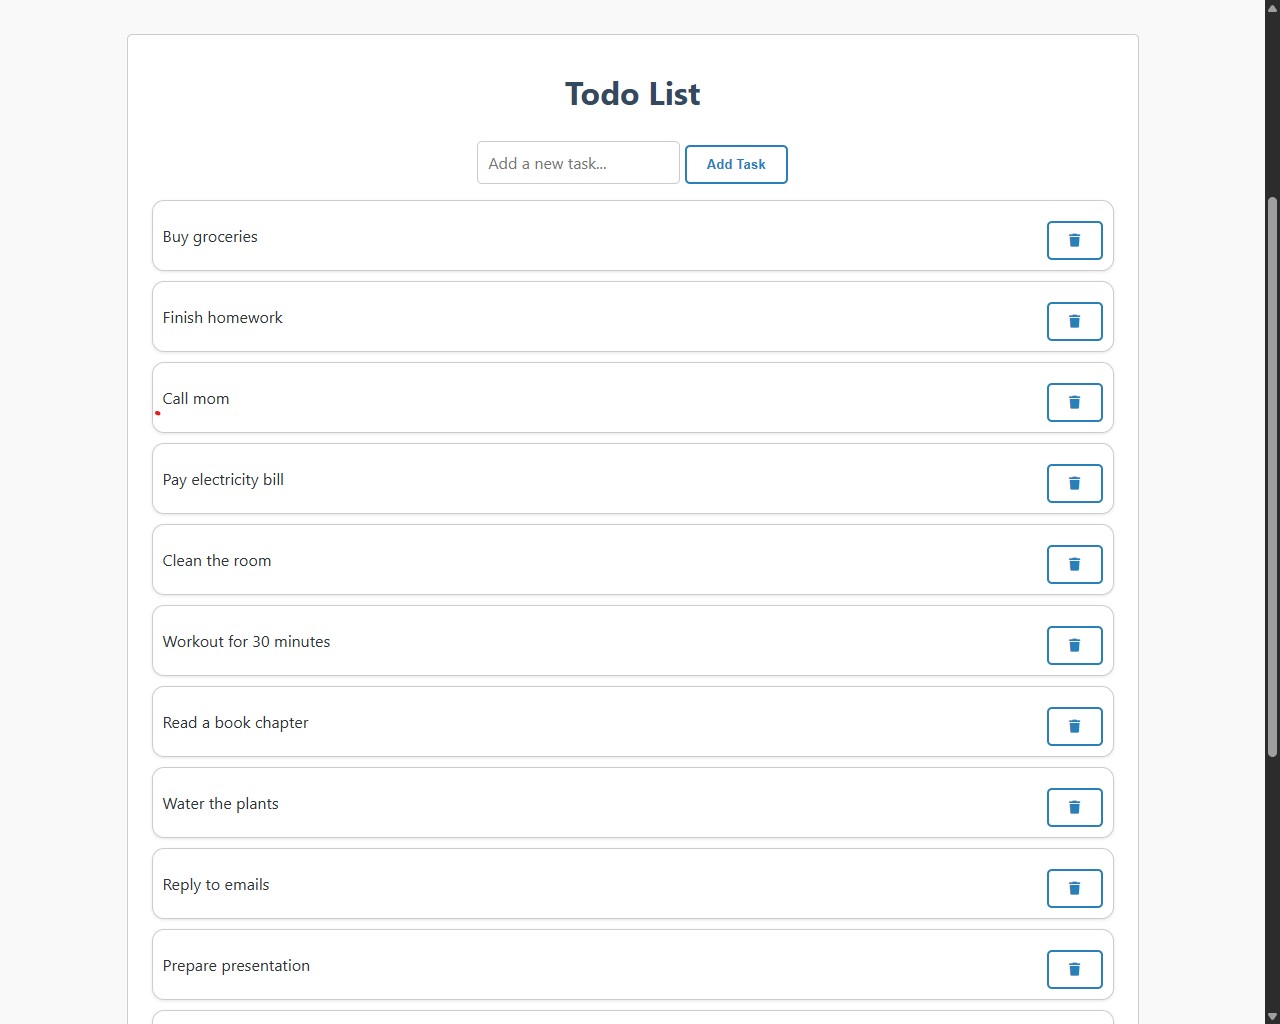 Todo List
Add a new task...
Add Task
Buy groceries
Finish homework
Call mom
Pay electricity bill
Clean the room
Workout for 30 minutes
Read a book chapter
Water the plants
Reply to emails
Prepare presentation